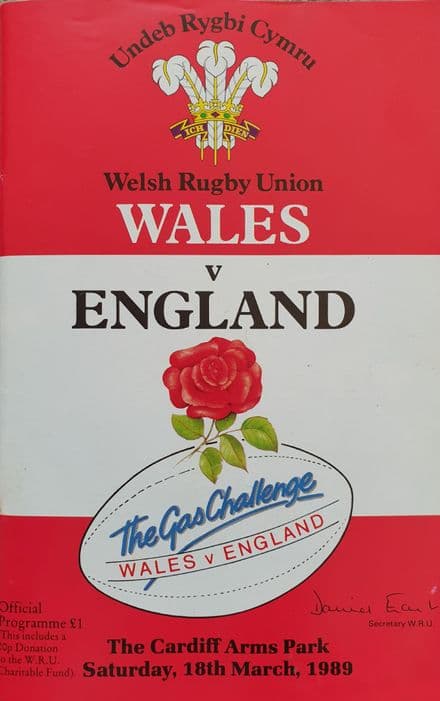 Undeb Rygbi Cymru
ICH DIEN
Welsh Rugby Union
WALES
v
ENGLAND
The Gas Challenge
WALES v ENGLAND
Official
Programme £1
(This includes a
0p Donation
to the W.R.U.
Charitable Fund)
Secretary W.R.U.
The Cardiff Arms Park
Saturday, 18th March, 1989